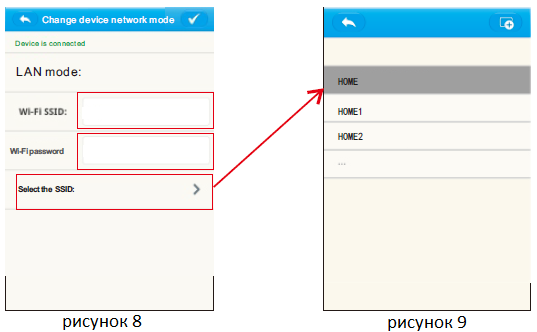 Change device network mode
Device is connected
LAN mode:
Wi-Fi SSID:
Wi-Fi password
Select the SSID:
рисунок 8
HOME
HOME1
HOME2
...
рисунок 9